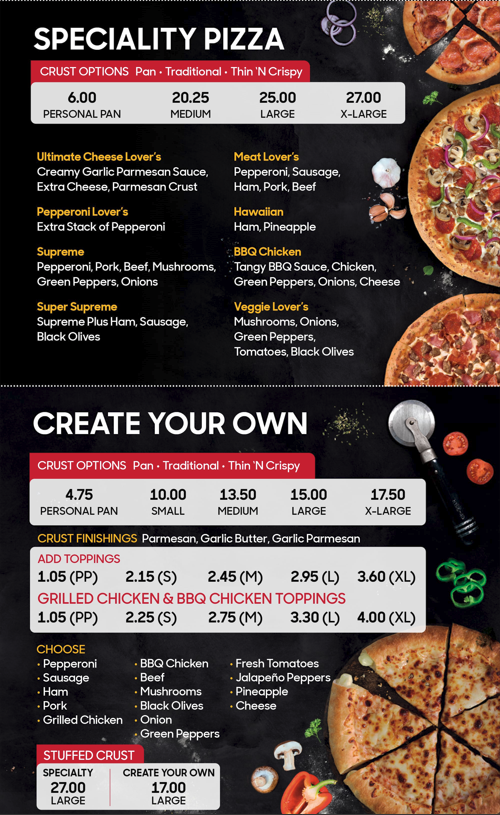 SPECIALITY PIZZA
CRUST OPTIONS Pan • Traditional • Thin 'N Crispy
6.00 20.25 25.00 27.00
PERSONAL PAN MEDIUM LARGE X-LARGE
Ultimate Cheese Lover's
Creamy Garlic Parmesan Sauce,
Extra Cheese, Parmesan Crust
Pepperoni Lover's
Extra Stack of Pepperoni
Supreme
Pepperoni, Pork, Beef, Mushrooms,
Green Peppers, Onions
Super Supreme
Supreme Plus Ham, Sausage,
Black Olives
Meat Lover's
Pepperoni, Sausage,
Ham, Pork, Beef
Hawaiian
Ham, Pineapple
BBQ Chicken
Tangy BBQ Sauce, Chicken,
Green Peppers, Onions, Cheese
Veggie Lover's
Mushrooms, Onions,
Green Peppers,
Tomatoes, Black Olives
CREATE YOUR OWN
CRUST OPTIONS Pan • Traditional • Thin 'N Crispy
4.75 10.00 13.50 15.00 17.50
PERSONAL PAN SMALL MEDIUM LARGE X-LARGE
CRUST FINISHINGS Parmesan, Garlic Butter, Garlic Parmesan
ADD TOPPINGS
1.05 (PP) 2.15 (S) 2.45 (M) 2.95 (L) 3.60 (XL)
GRILLED CHICKEN & BBQ CHICKEN TOPPINGS
1.05 (PP) 2.25 (S) 2.75 (M) 3.30 (L) 4.00 (XL)
CHOOSE
• Pepperoni
• Sausage
• Ham
• Pork
• Grilled Chicken
• BBQ Chicken
• Beef
• Mushrooms
• Black Olives
• Onion
• Green Peppers
• Fresh Tomatoes
• Jalapeño Peppers
• Pineapple
• Cheese
STUFFED CRUST
SPECIALTY
27.00
LARGE
CREATE YOUR OWN
17.00
LARGE